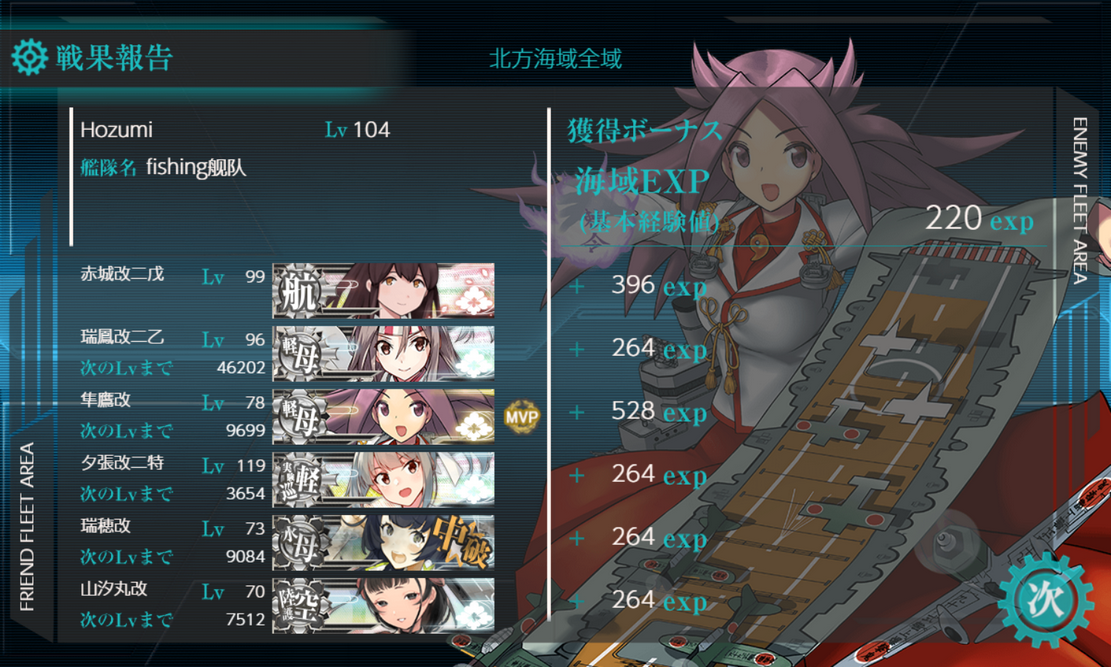 戦果報告
北方海域全域
Hozumi Lv 104
艦隊名 fishing舰队
獲得ボーナス
海域EXP
(基本経験値)
220 exp
赤城改二戊 Lv 99
航
+ 396 exp
瑞鳳改二乙 Lv 96
次のLvまで 46202
軽母
+ 264 exp
隼鷹改 Lv 78
次のLvまで 9699
軽母
MVP
+ 528 exp
夕張改二特 Lv 119
次のLvまで 3654
軽巡
+ 264 exp
瑞穂改 Lv 73
次のLvまで 9084
水母
中破
+ 264 exp
山汐丸改 Lv 70
次のLvまで 7512
+ 264 exp
FRIEND FLEET AREA
ENEMY FLEET AREA
次